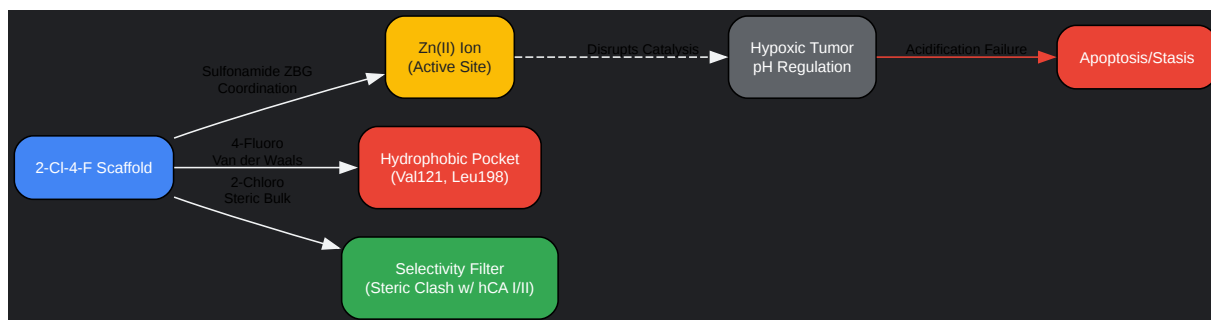 Zn(II) Ion
(Active Site)
Disrupts Catalysis
Hypoxic Tumor
pH Regulation
Acidification Failure
Apoptosis/Stasis
Sulfonamide ZBG
Coordination
2-Cl-4-F Scaffold
4-Fluoro
Van der Waals
Hydrophobic Pocket
(Val121, Leu198)
2-Chloro
Steric Bulk
Selectivity Filter
(Steric Clash w/ hCA I/II)